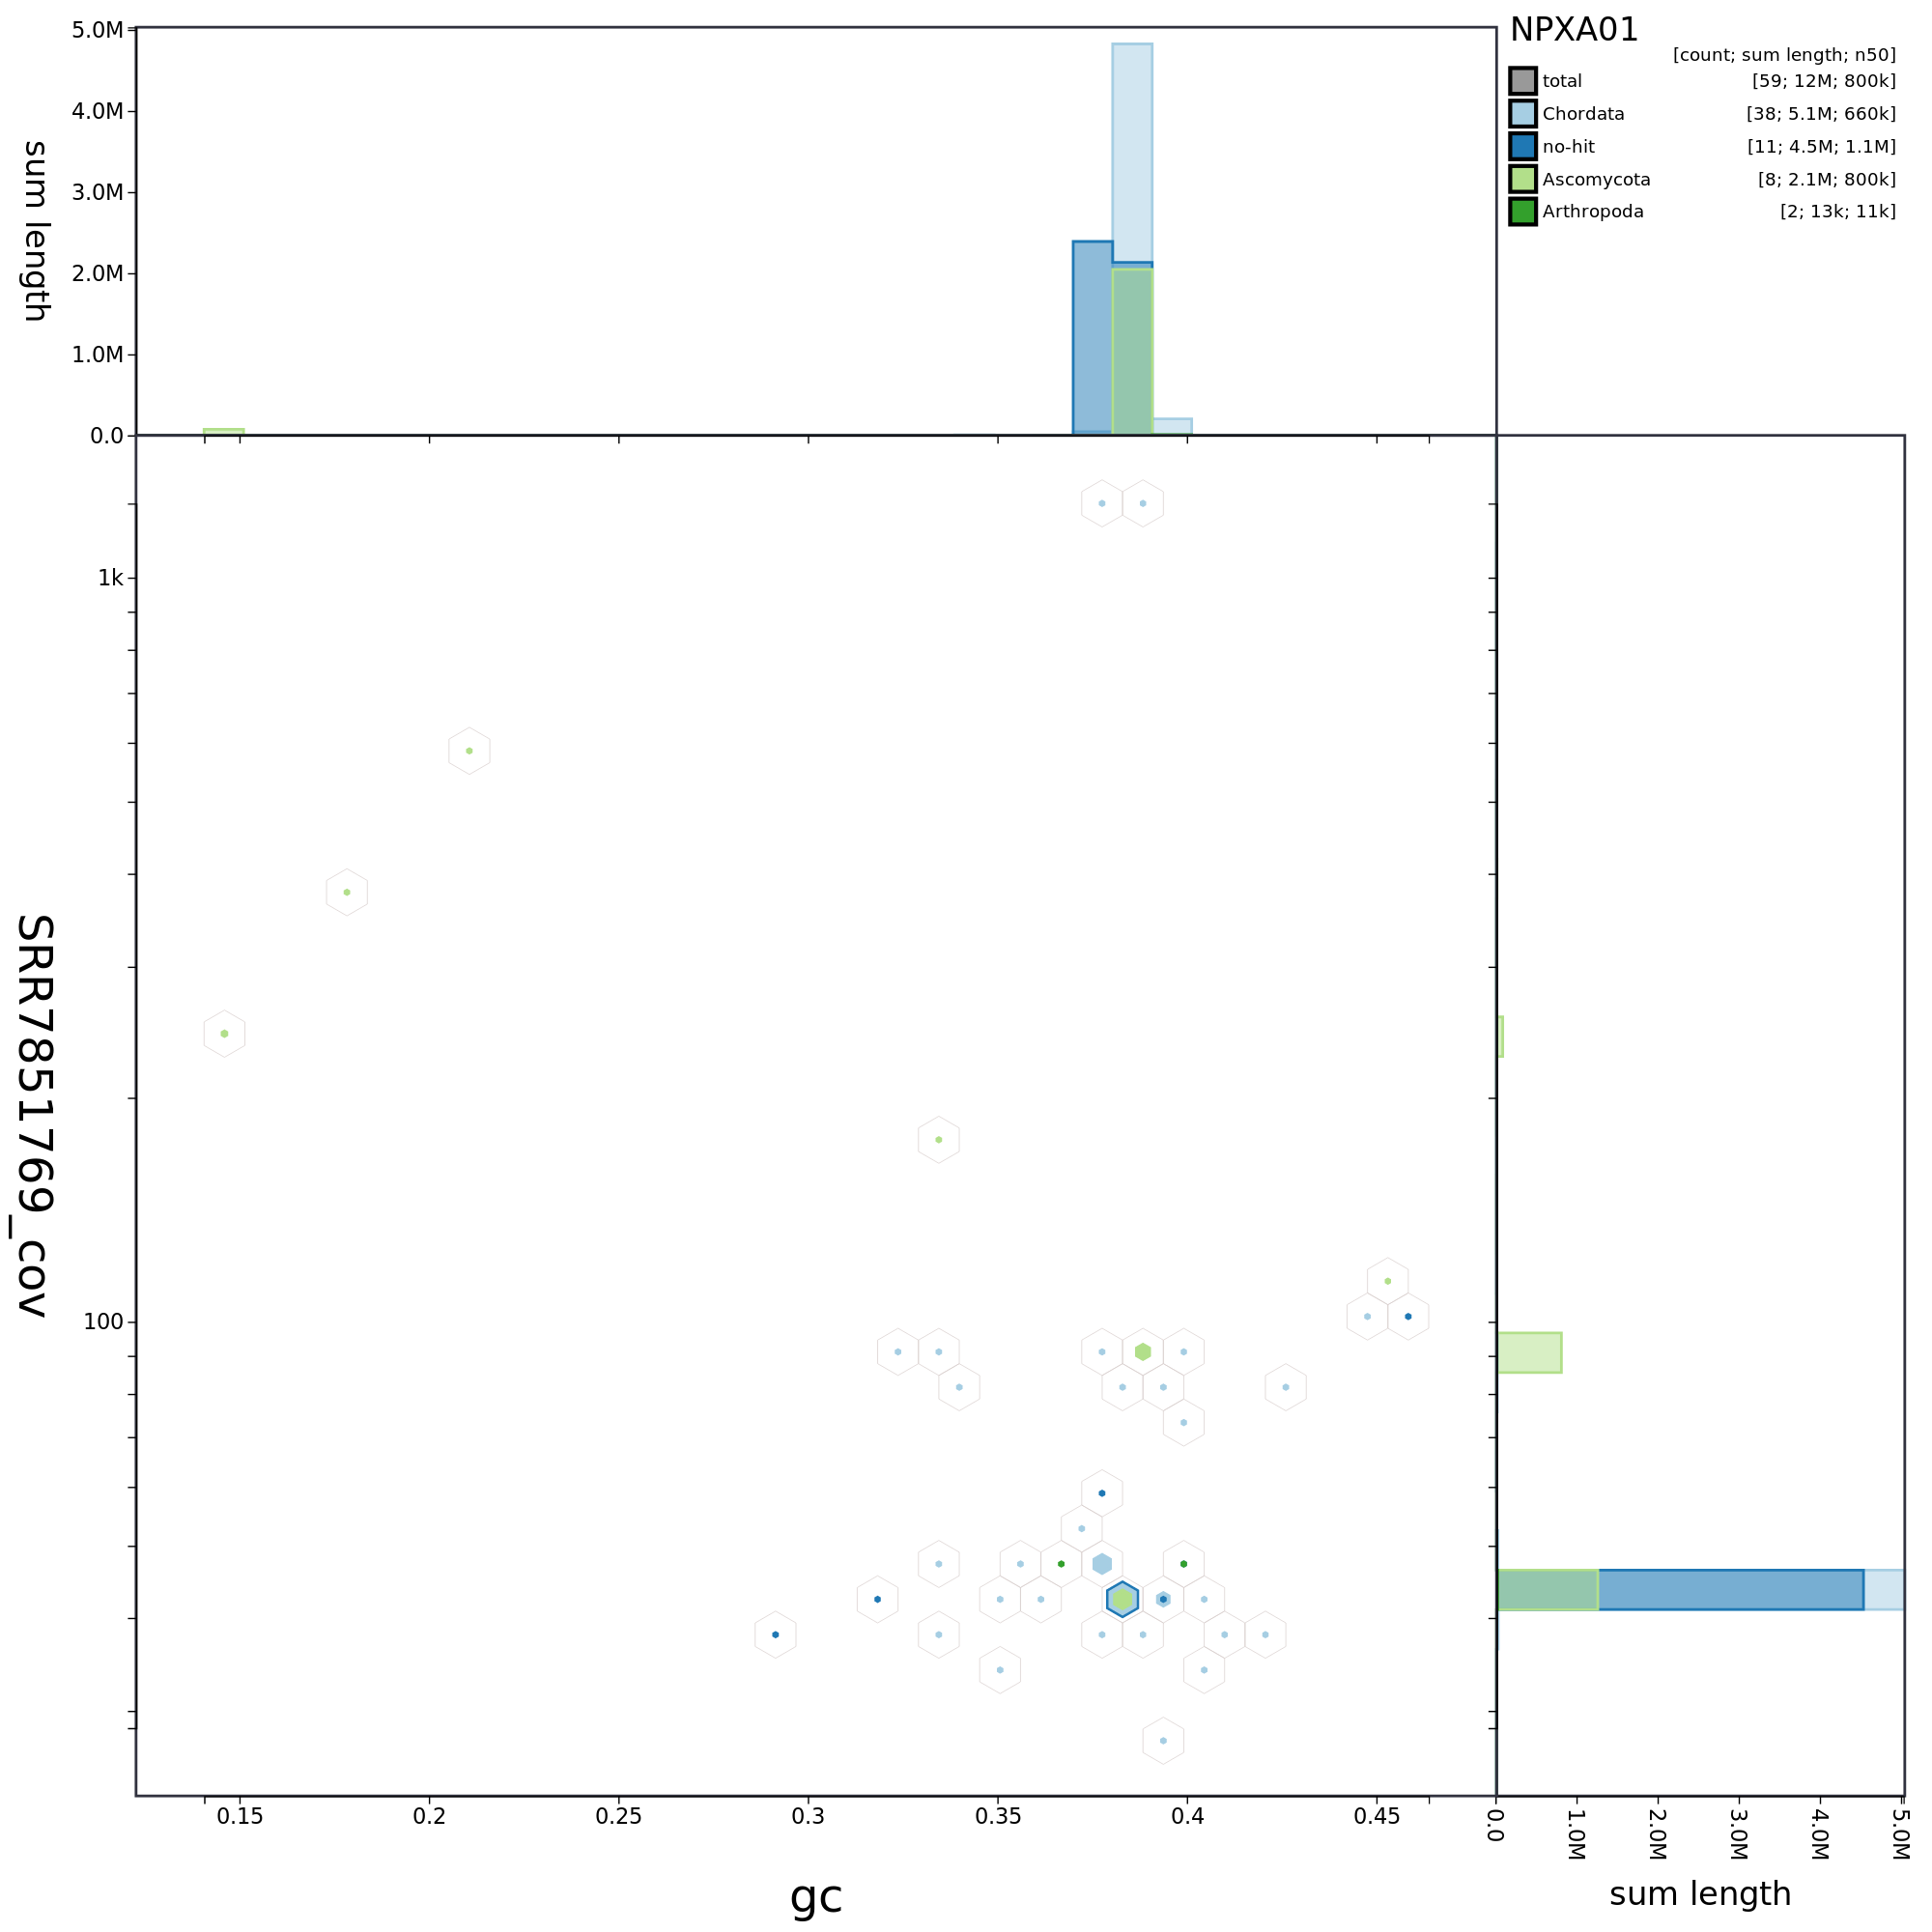 NPXA01
[count; sum length; n50]
total [59; 12M; 800k]
Chordata [38; 5.1M; 660k]
no-hit [11; 4.5M; 1.1M]
Ascomycota [8; 2.1M; 800k]
Arthropoda [2; 13k; 11k]
sum length
5.0M
4.0M
3.0M
2.0M
1.0M
0.0
SRR7851769_cov
1k
100
0.15 0.2 0.25 0.3 0.35 0.4 0.45
gc
0.0 1.0M 2.0M 3.0M 4.0M 5.0M
sum length